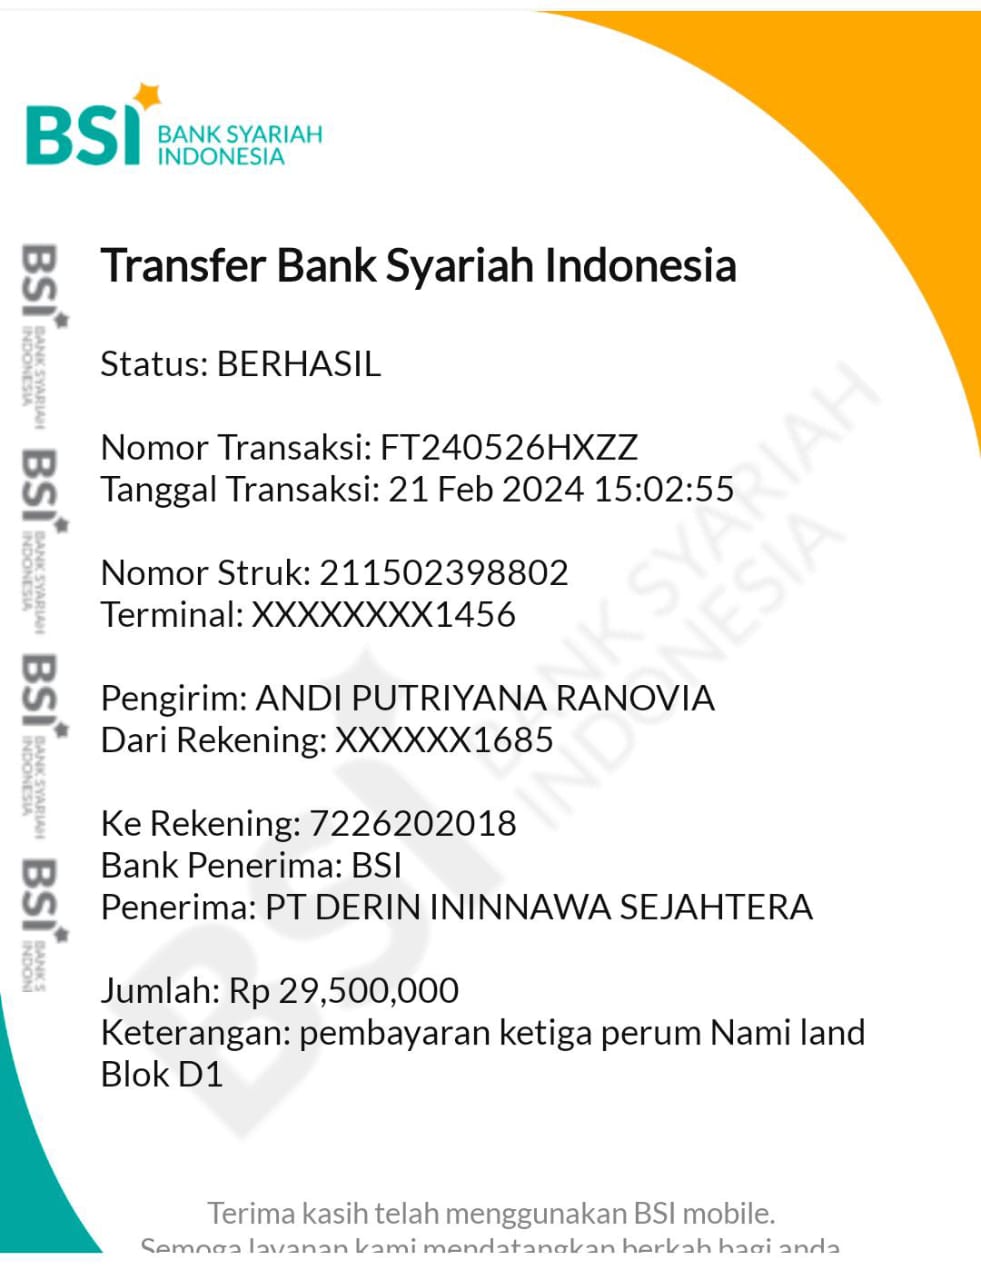 BSI BANK SYARIAH
INDONESIA
Transfer Bank Syariah Indonesia
Status: BERHASIL
Nomor Transaksi: FT240526HXZZ
Tanggal Transaksi: 21 Feb 2024 15:02:55
Nomor Struk: 211502398802
Terminal: XXXXXXXX1456
Pengirim: ANDI PUTRIYANA RANOVIA
Dari Rekening: XXXXXX1685
Ke Rekening: 7226202018
Bank Penerima: BSI
Penerima: PT DERIN ININNAWA SEJAHTERA
Jumlah: Rp 29,500,000
Keterangan: pembayaran ketiga perum Nami land
Blok D1
Terima kasih telah menggunakan BSI mobile.
Semoga layanan kami mendatangkan berkah bagi anda
BSI BANK SYARIAH
INDONESIA
BSI BANK SYARIAH
INDONESIA
BSI BANK SYARIAH
INDONESIA
BSI BANK S
INDONI
BSI BANK SYARIAH
INDONESIA